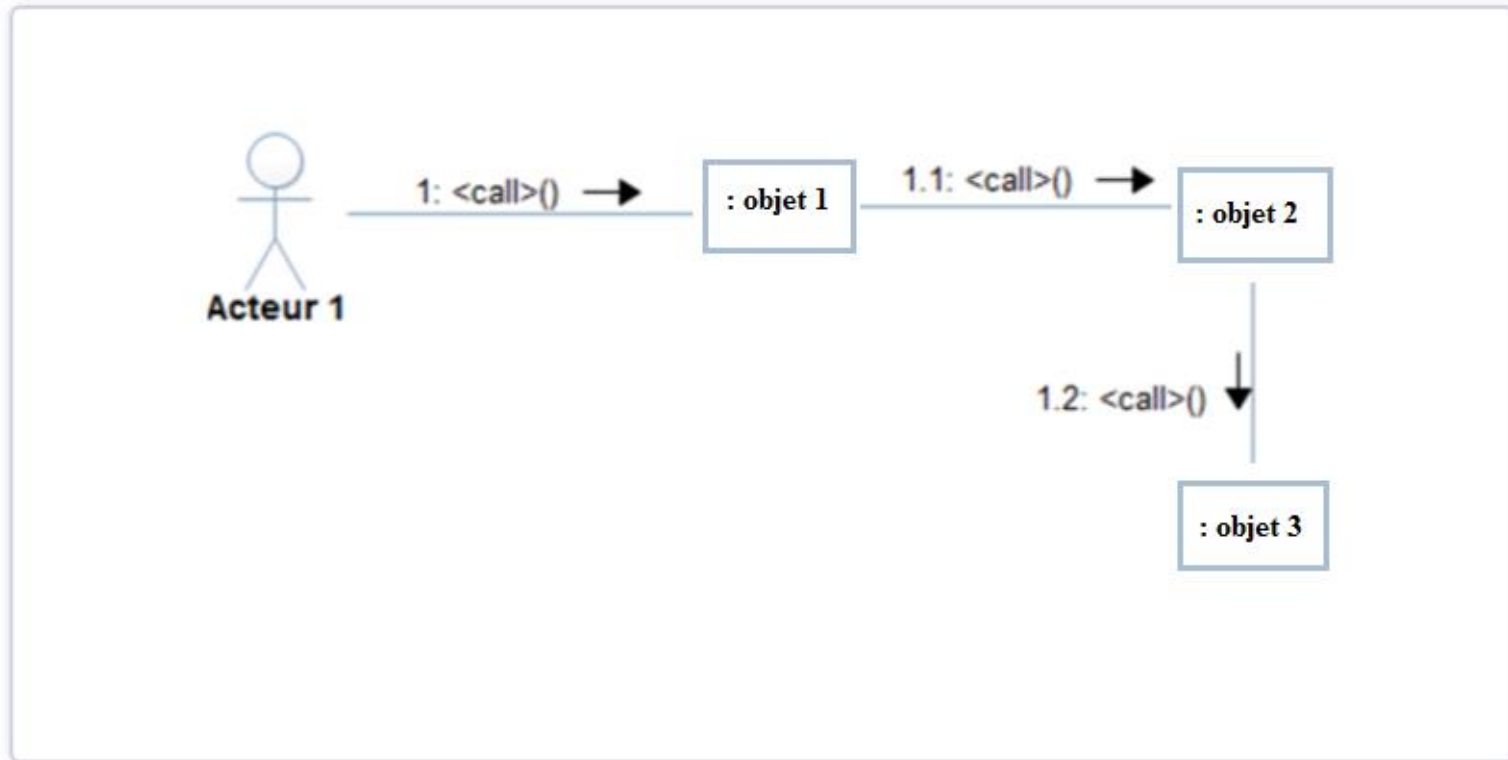 1: <call>()
: objet 1
1.1: <call>()
: objet 2
Acteur 1
1.2: <call>()
: objet 3